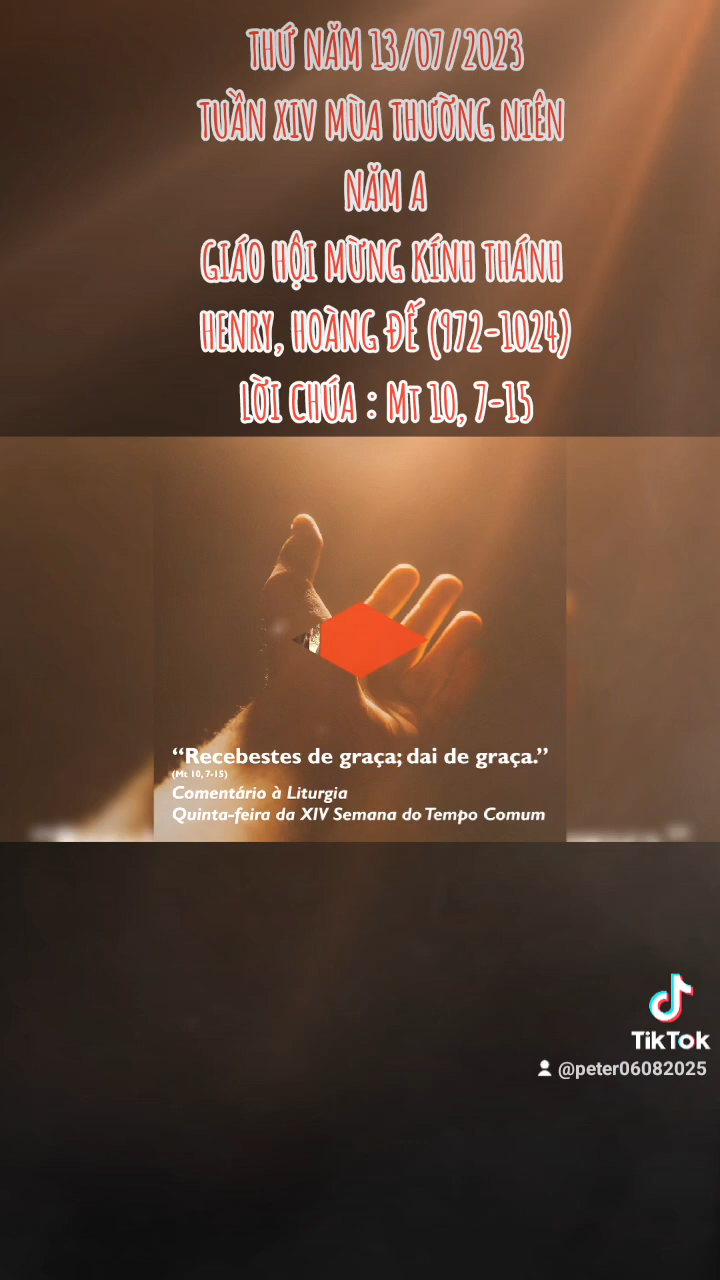 THỨ NĂM 13/07/2023
TUẦN XIV MÙA THƯỜNG NIÊN
NĂM A
GIÁO HỘI MỪNG KÍNH THÁNH
HENRY, HOÀNG ĐẾ (972-1024)
LỜI CHÚA : MT 10, 7-15
“Recebestes de graça; dai de graça.”
(Mt 10, 7-15)
Comentário à Liturgia
Quinta-feira da XIV Semana do Tempo Comum
TikTok
@peter06082025